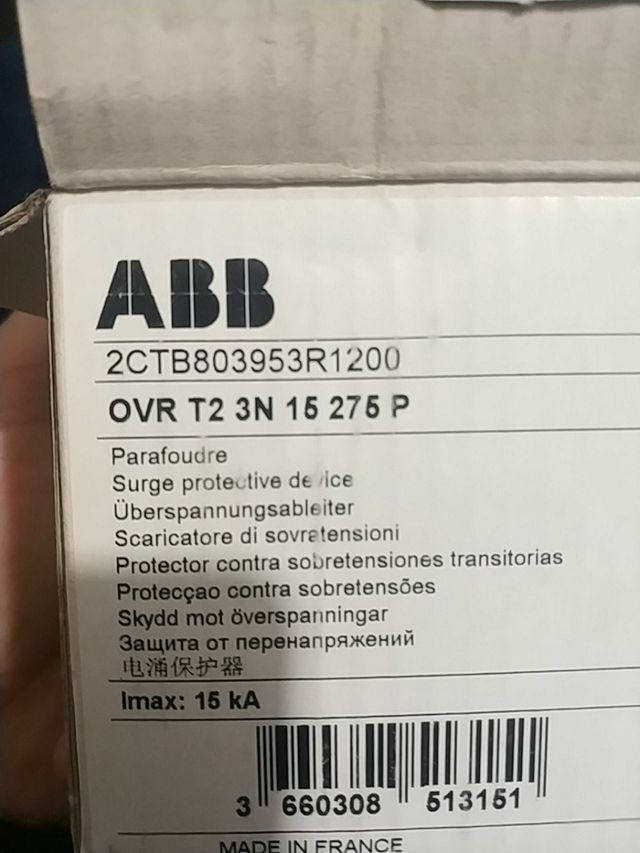 ABB
2CTB803953R1200
OVR T2 3N 15 275 P
Parafoudre
Surge protective device
Überspannungsableiter
Scaricatore di sovratensioni
Protector contra sobretensiones transitorias
Protecçao contra sobretensões
Skydd mot överspanningar
Защита от перенапряжений
电涌保护器
Imax: 15 kA
3 660308 513151
MADE IN FRANCE